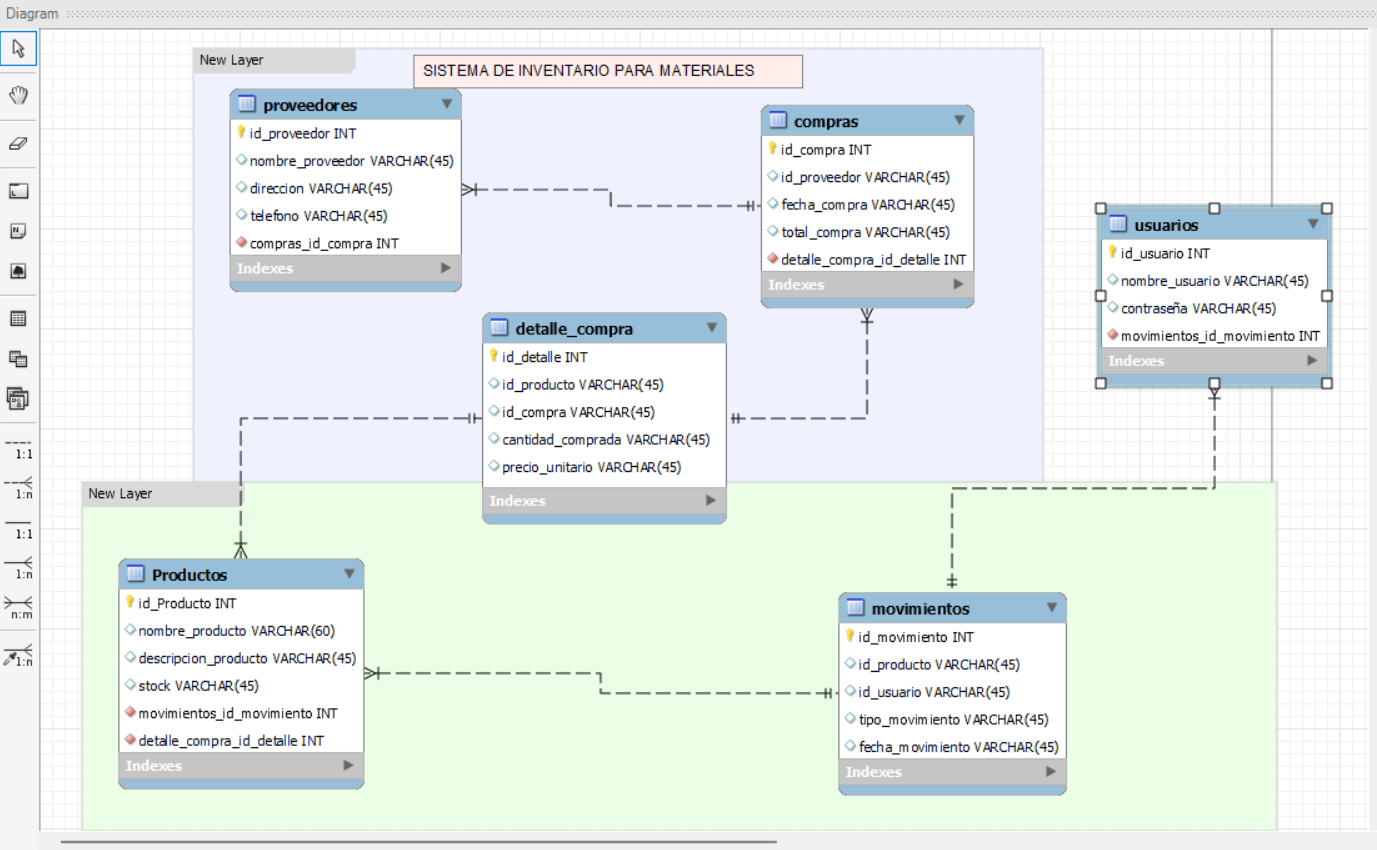 Diagram
New Layer
SISTEMA DE INVENTARIO PARA MATERIALES
proveedores
id_proveedor INT
nombre_proveedor VARCHAR(45)
direccion VARCHAR(45)
telefono VARCHAR(45)
compras_id_compra INT
Indexes
compras
id_compra INT
id_proveedor VARCHAR(45)
fecha_compra VARCHAR(45)
total_compra VARCHAR(45)
detalle_compra_id_detalle INT
Indexes
usuarios
id_usuario INT
nombre_usuario VARCHAR(45)
contraseña VARCHAR(45)
movimientos_id_movimiento INT
Indexes
detalle_compra
id_detalle INT
id_producto VARCHAR(45)
id_compra VARCHAR(45)
cantidad_comprada VARCHAR(45)
precio_unitario VARCHAR(45)
Indexes
New Layer
Productos
id_Producto INT
nombre_producto VARCHAR(60)
descripcion_producto VARCHAR(45)
stock VARCHAR(45)
movimientos_id_movimiento INT
detalle_compra_id_detalle INT
Indexes
movimientos
id_movimiento INT
id_producto VARCHAR(45)
id_usuario VARCHAR(45)
tipo_movimiento VARCHAR(45)
fecha_movimiento VARCHAR(45)
Indexes
1:1
1:n
1:1
1:n
n:m
1:n